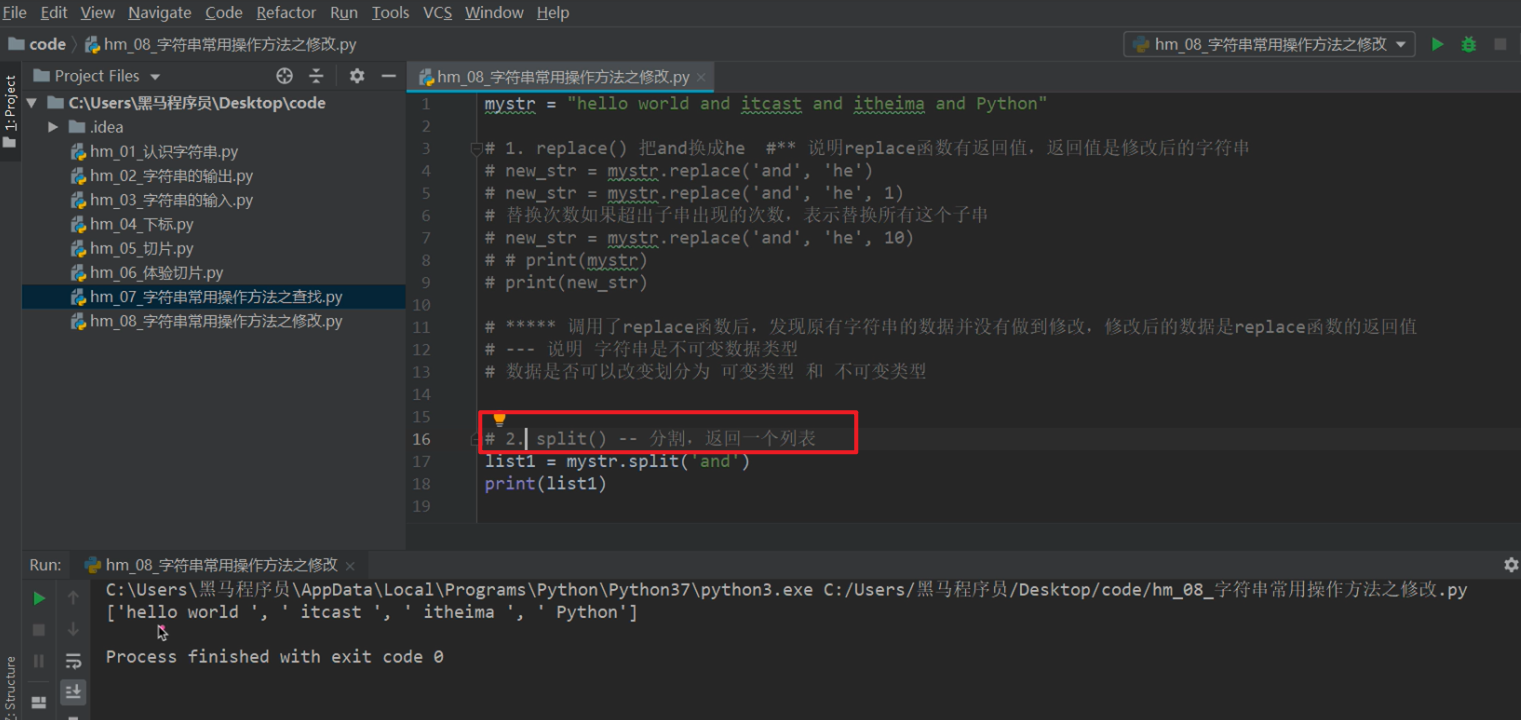 File Edit View Navigate Code Refactor Run Tools VCS Window Help
code hm_08_字符串常用操作方法之修改.py
hm_08_字符串常用操作方法之修改
1: Project
Project Files
C:\Users\黑马程序员\Desktop\code
.idea
hm_01_认识字符串.py
hm_02_字符串的输出.py
hm_03_字符串的输入.py
hm_04_下标.py
hm_05_切片.py
hm_06_体验切片.py
hm_07_字符串常用操作方法之查找.py
hm_08_字符串常用操作方法之修改.py
hm_08_字符串常用操作方法之修改.py
1 mystr = "hello world and itcast and itheima and Python"
2
3 # 1. replace() 把and换成he #** 说明replace函数有返回值，返回值是修改后的字符串
4 # new_str = mystr.replace('and', 'he')
5 # new_str = mystr.replace('and', 'he', 1)
6 # 替换次数如果超出子串出现的次数，表示替换所有这个子串
7 # new_str = mystr.replace('and', 'he', 10)
8 # # print(mystr)
9 # print(new_str)
10
11 # ***** 调用了replace函数后，发现原有字符串的数据并没有做到修改，修改后的数据是replace函数的返回值
12 # --- 说明 字符串是不可变数据类型
13 # 数据是否可以改变划分为 可变类型 和 不可变类型
14
15
16 # 2. split() -- 分割，返回一个列表
17 list1 = mystr.split('and')
18 print(list1)
19
Run: hm_08_字符串常用操作方法之修改
C:\Users\黑马程序员\AppData\Local\Programs\Python\Python37\python3.exe C:/Users/黑马程序员/Desktop/code/hm_08_字符串常用操作方法之修改.py
['hello world ', ' itcast ', ' itheima ', ' Python']
Process finished with exit code 0
Structure